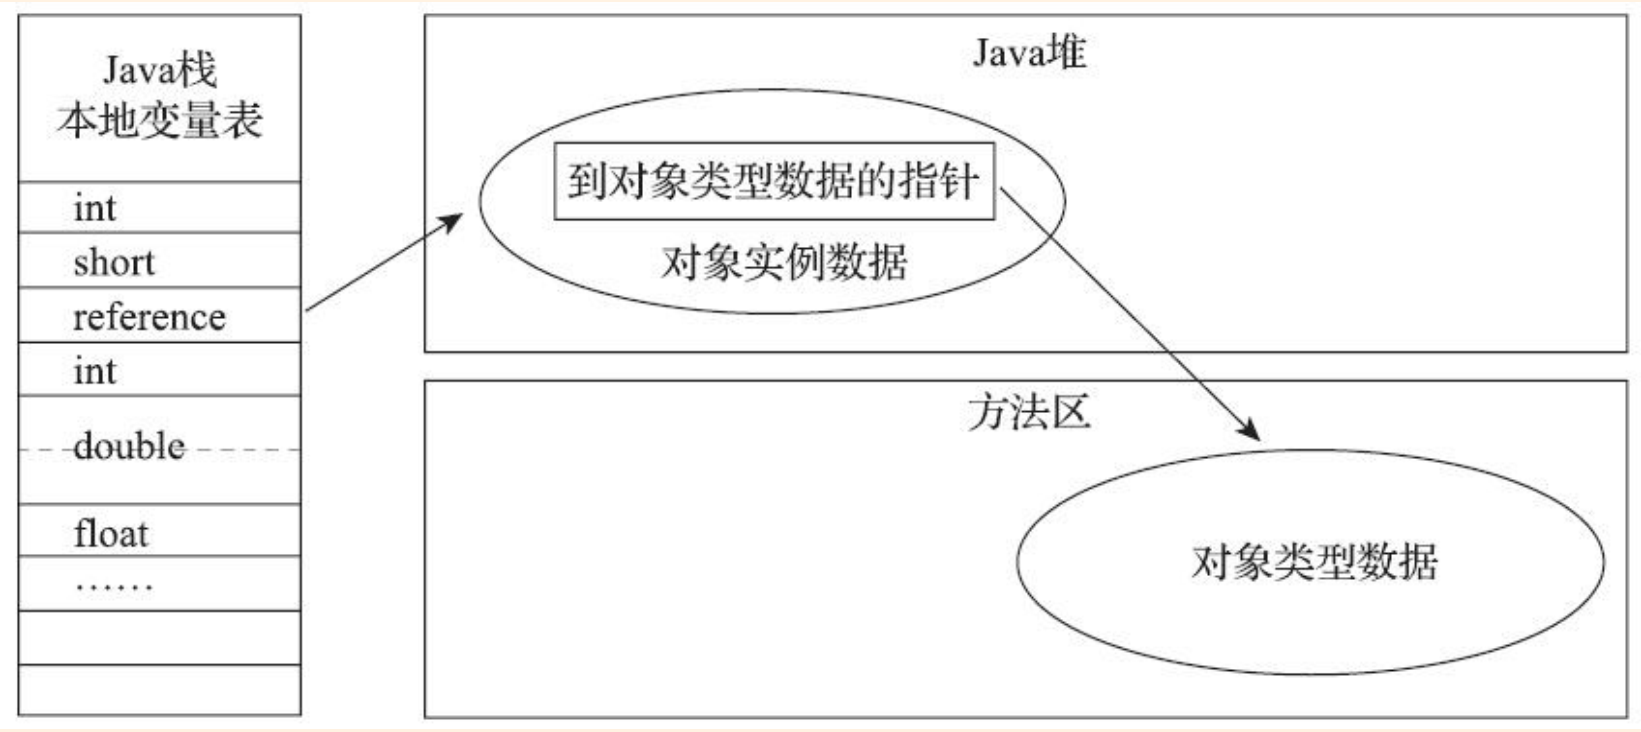 Java栈
本地变量表
int
short
reference
int
double
float
……
Java堆
到对象类型数据的指针
对象实例数据
方法区
对象类型数据